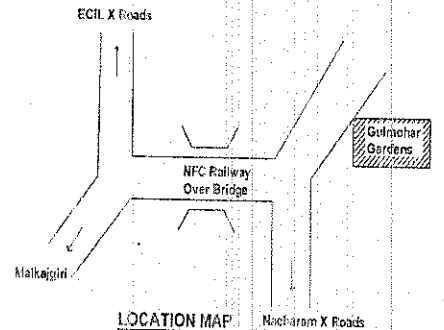 ECIL X Roads
Gulmohar
Gardens
NFC Railway
Over Bridge
Malkajgiri
LOCATION MAP
Nacharam X Roads